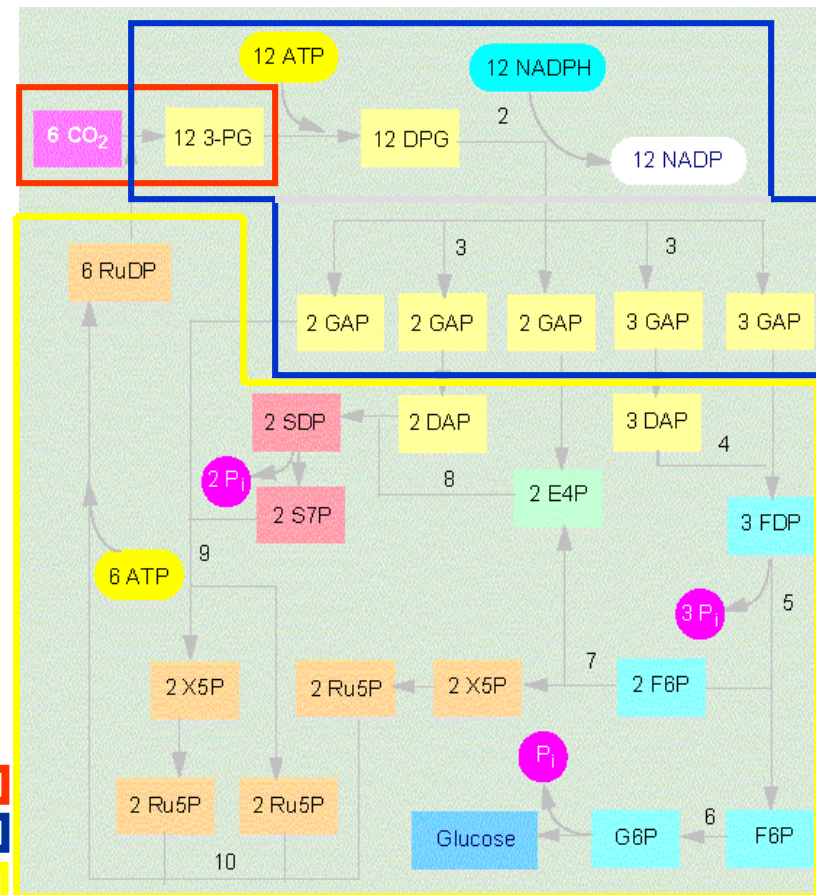 12 ATP
12 NADPH
6 CO₂
12 3-PG
12 DPG
2
12 NADP
3
3
6 RuDP
2 GAP
2 GAP
2 GAP
3 GAP
3 GAP
2 SDP
2 DAP
3 DAP
4
2 Pᵢ
8
2 E4P
2 S7P
3 FDP
9
6 ATP
5
3 Pᵢ
7
2 X5P
2 Ru5P
2 X5P
2 F6P
Pᵢ
2 Ru5P
2 Ru5P
Glucose
G6P
6
F6P
10